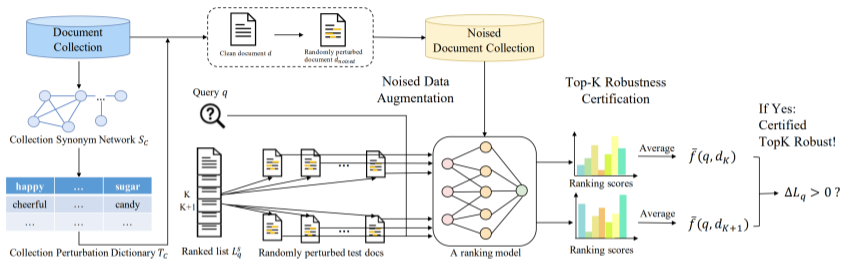 Document
Collection
Clean document d
Randomly perturbed
document d_noised
Noised
Document Collection
Collection Synonym Network S_C
happy … sugar
cheerful … candy
… … …
Collection Perturbation Dictionary T_C
Query q
K
K+1
Ranked list L_q^s
…
…
Randomly perturbed test docs
Noised Data
Augmentation
A ranking model
Top-K Robustness
Certification
Ranking scores
Average
f̄(q, d_K)
Ranking scores
Average
f̄(q, d_{K+1})
If Yes:
Certified
TopK Robust!
ΔL_q > 0 ?